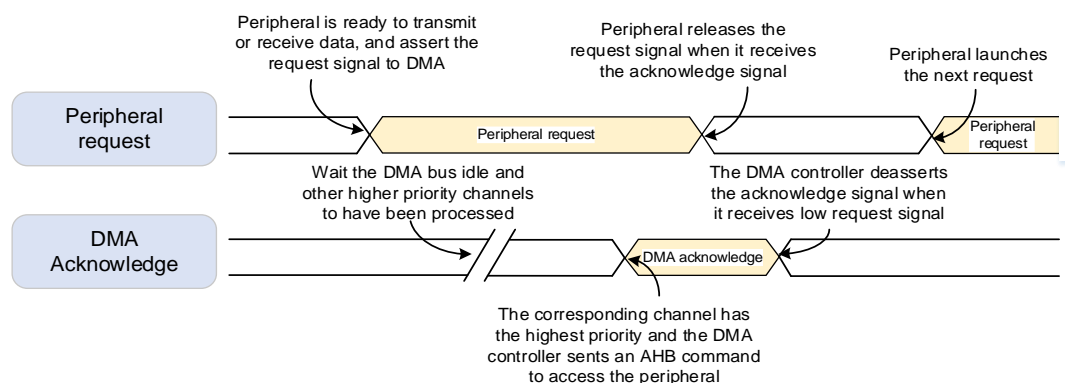 Peripheral is ready to transmit
or receive data, and assert the
request signal to DMA
Peripheral releases the
request signal when it receives
the acknowledge signal
Peripheral launches
the next request
Peripheral
request
Peripheral request
Peripheral
request
Wait the DMA bus idle and
other higher priority channels
to have been processed
The DMA controller deasserts
the acknowledge signal when
it receives low request signal
DMA
Acknowledge
DMA acknowledge
The corresponding channel has
the highest priority and the DMA
controller sents an AHB command
to access the peripheral